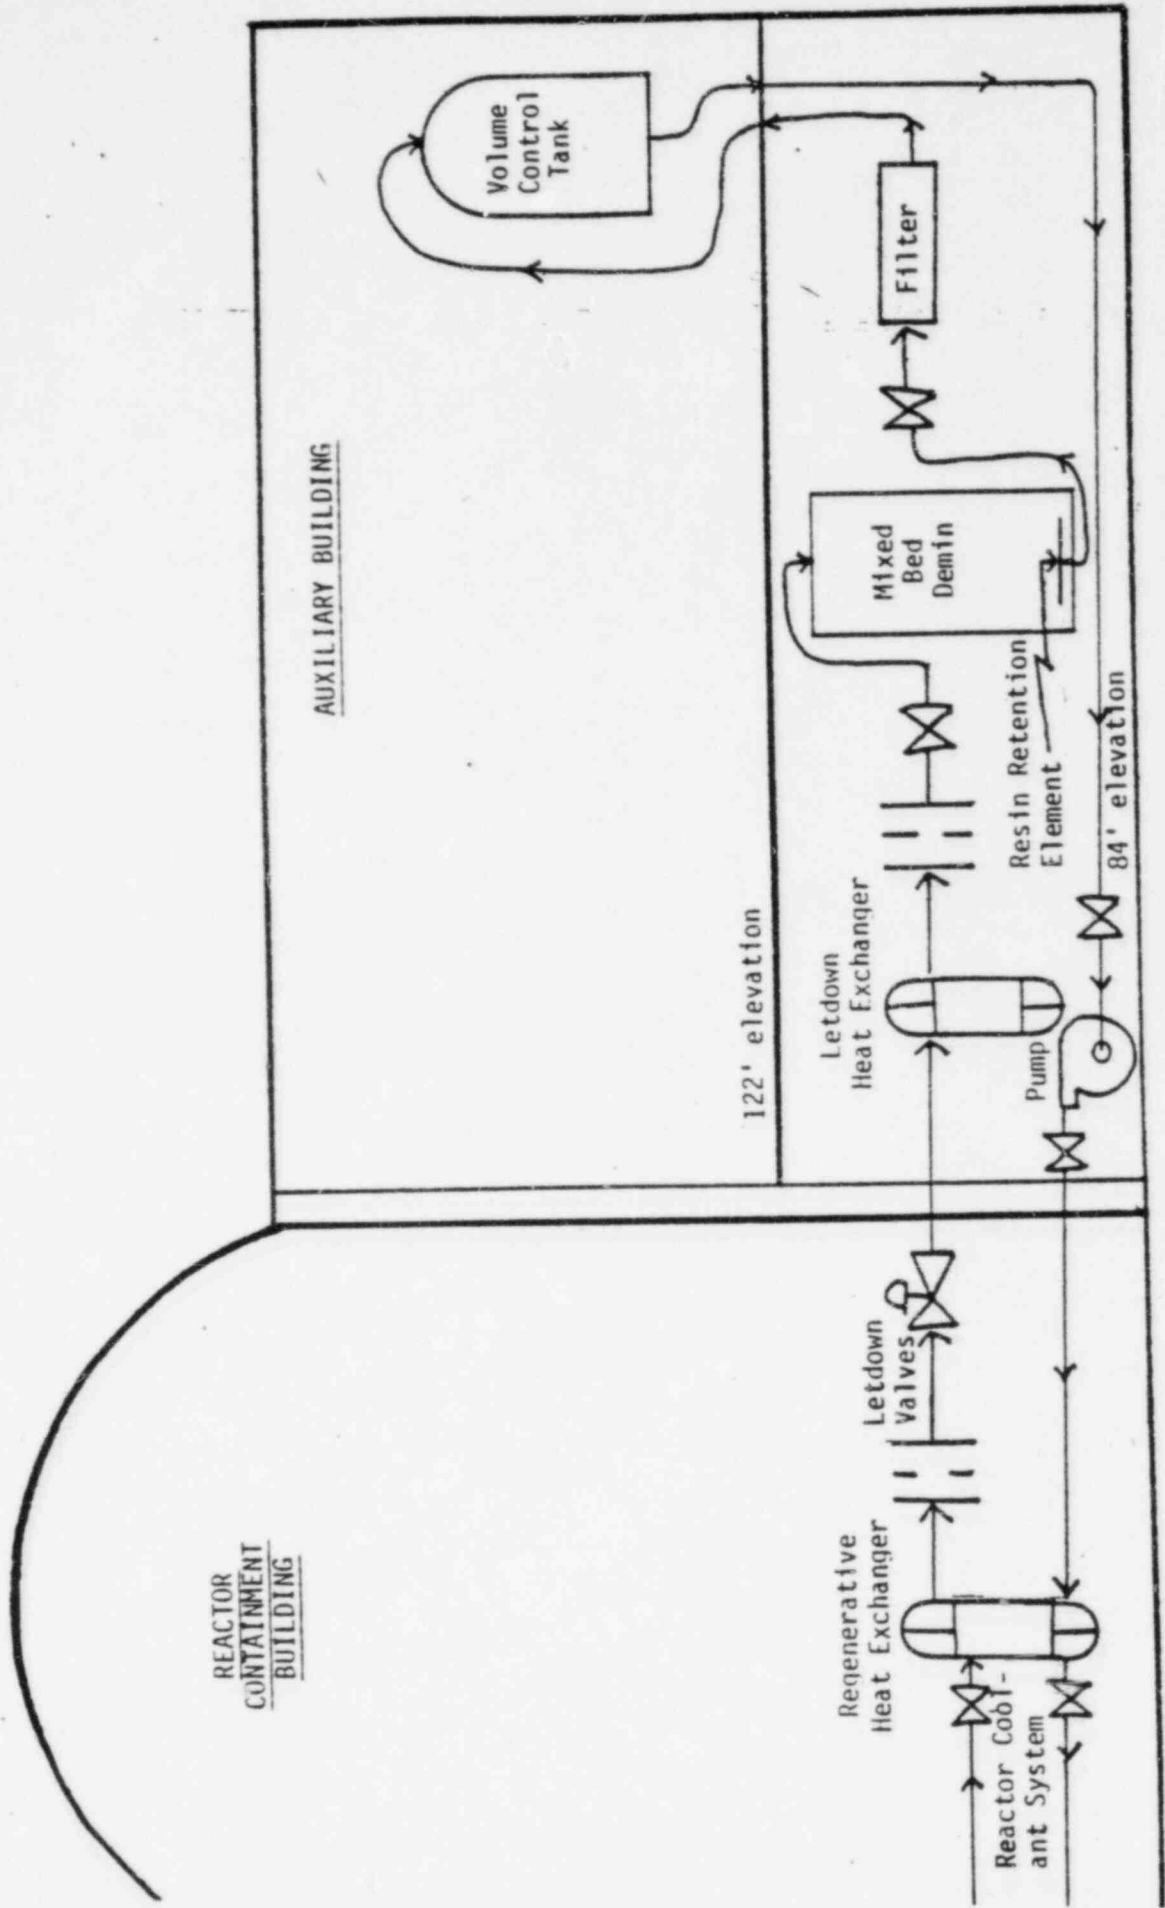 REACTOR
CONTAINMENT
BUILDING
AUXILIARY BUILDING
Volume
Control
Tank
122' elevation
Regenerative
Heat Exchanger
Letdown
Valves
Letdown
Heat Exchanger
Mixed
Bed
Demin
Filter
Reactor Cool-
ant System
Pump
Resin Retention
Element
84' elevation